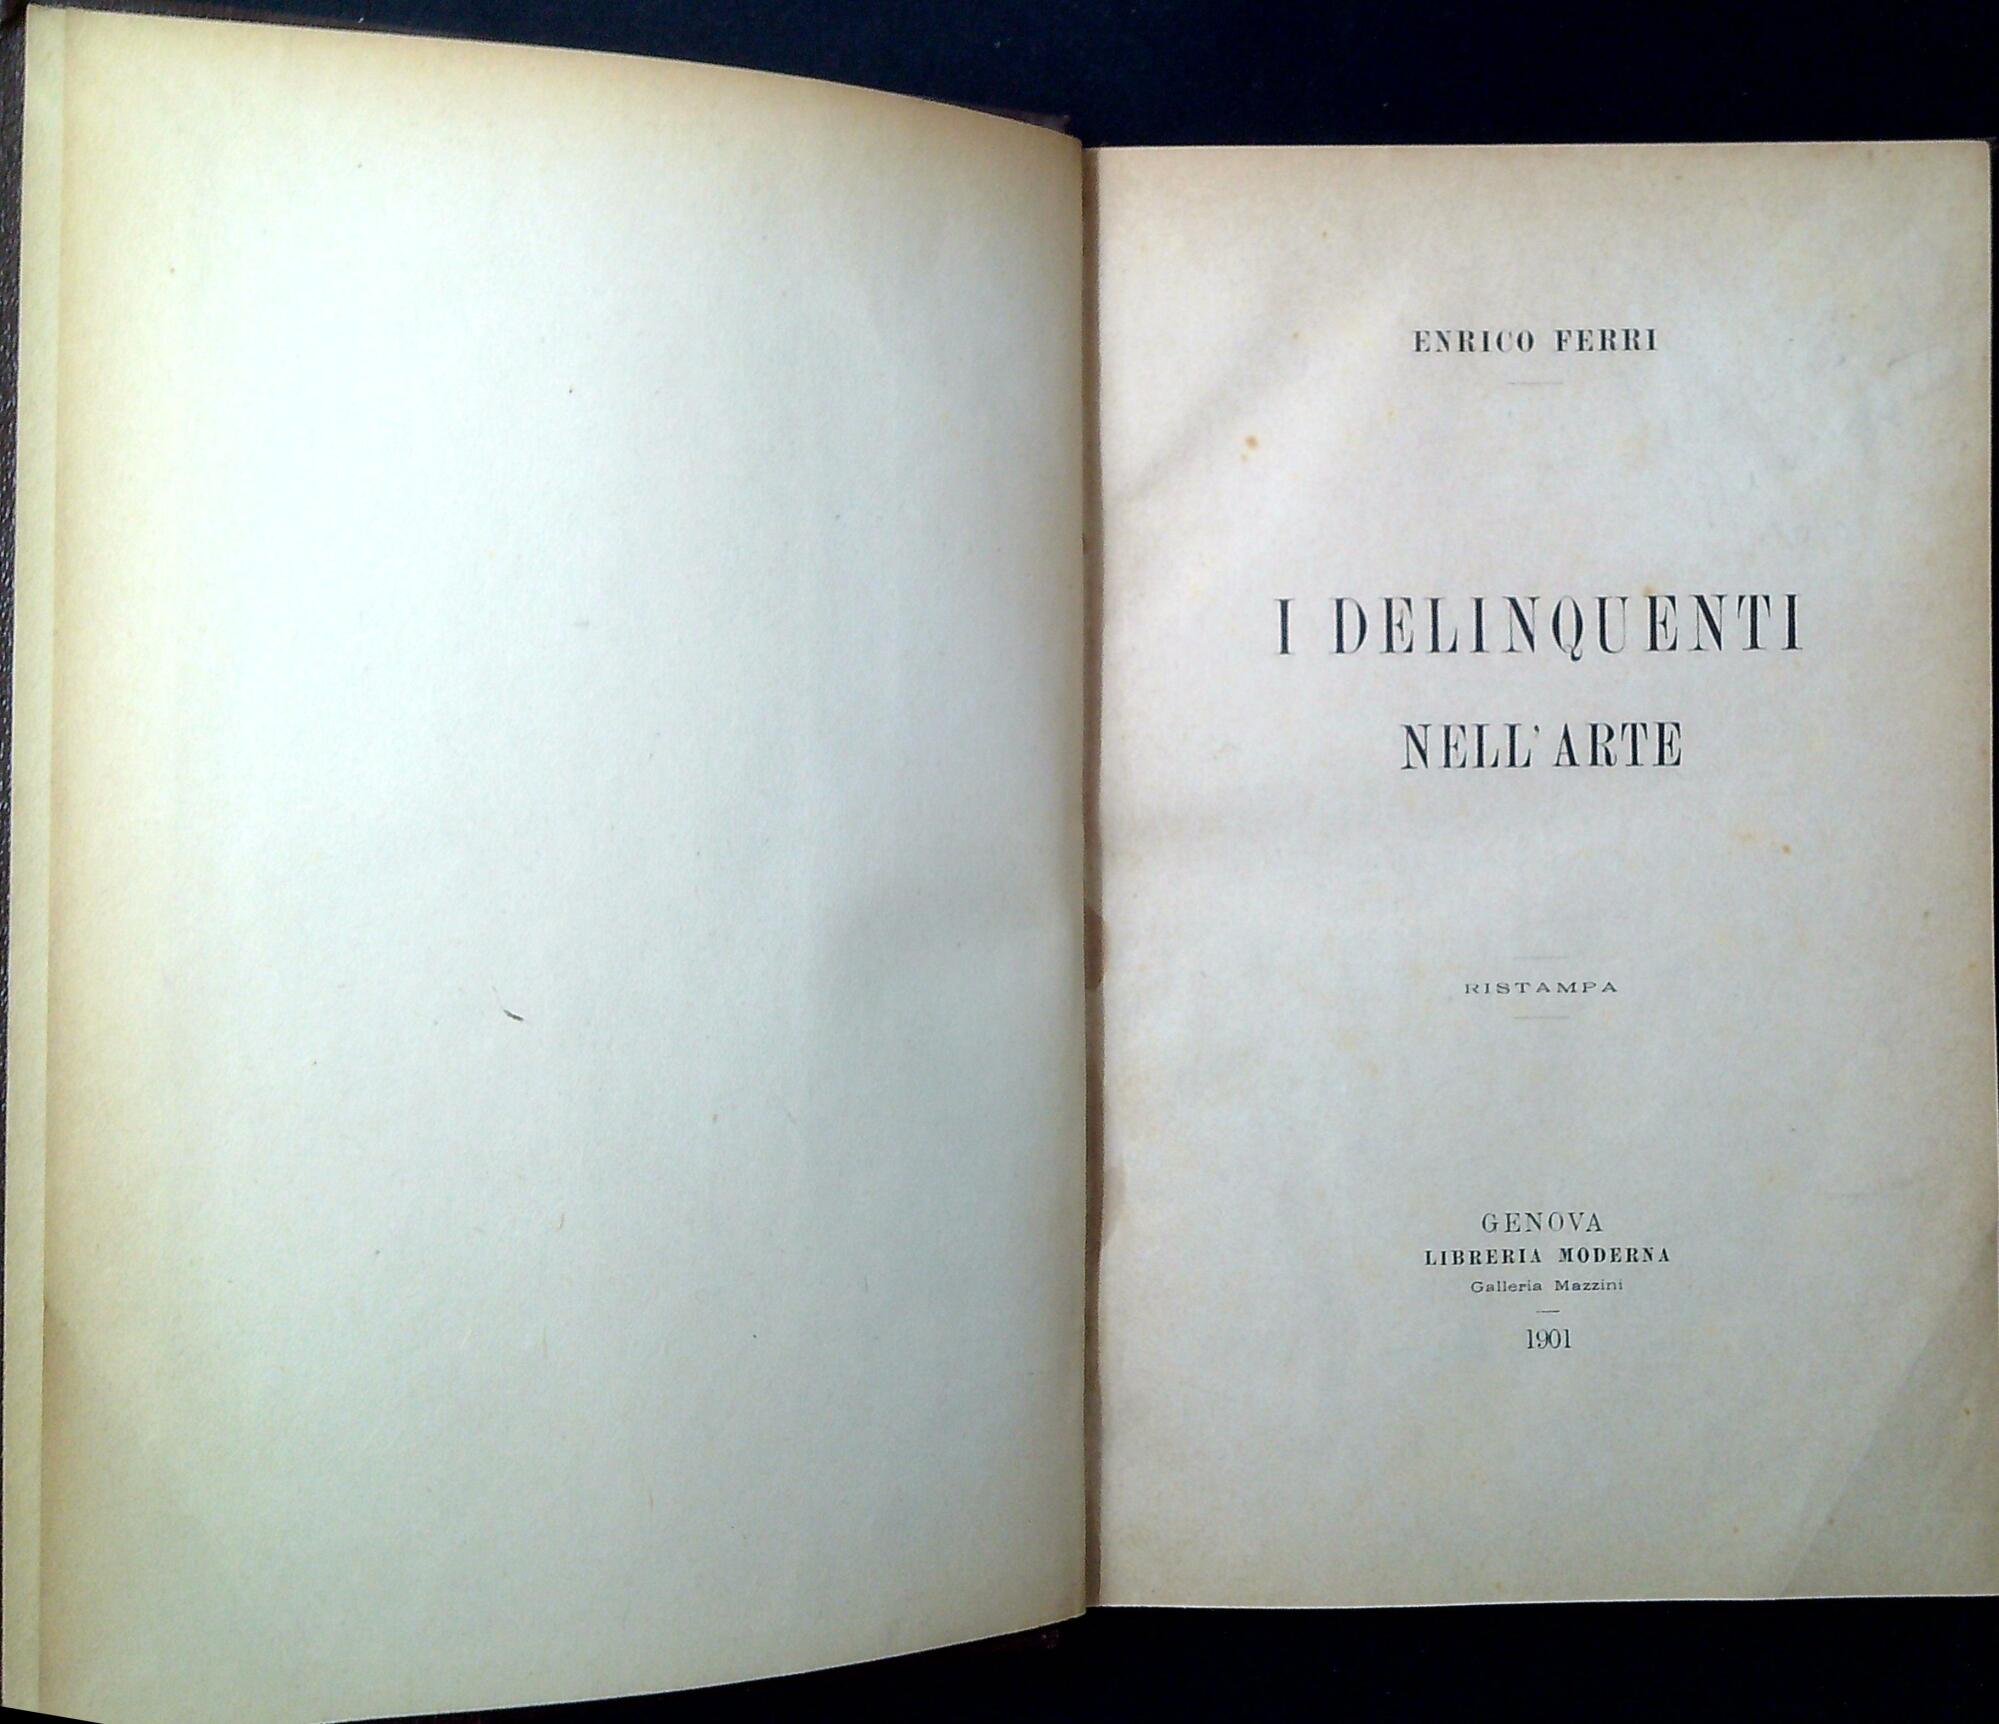 ENRICO FERRI
I DELINQUENTI
NELL'ARTE
RISTAMPA
GENOVA
LIBRERIA MODERNA
Galleria Mazzini
1901